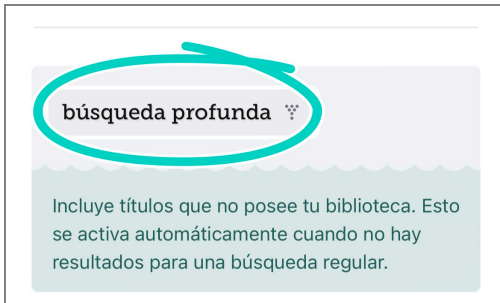 búsqueda profunda
Incluye títulos que no posee tu biblioteca. Esto
se activa automáticamente cuando no hay
resultados para una búsqueda regular.